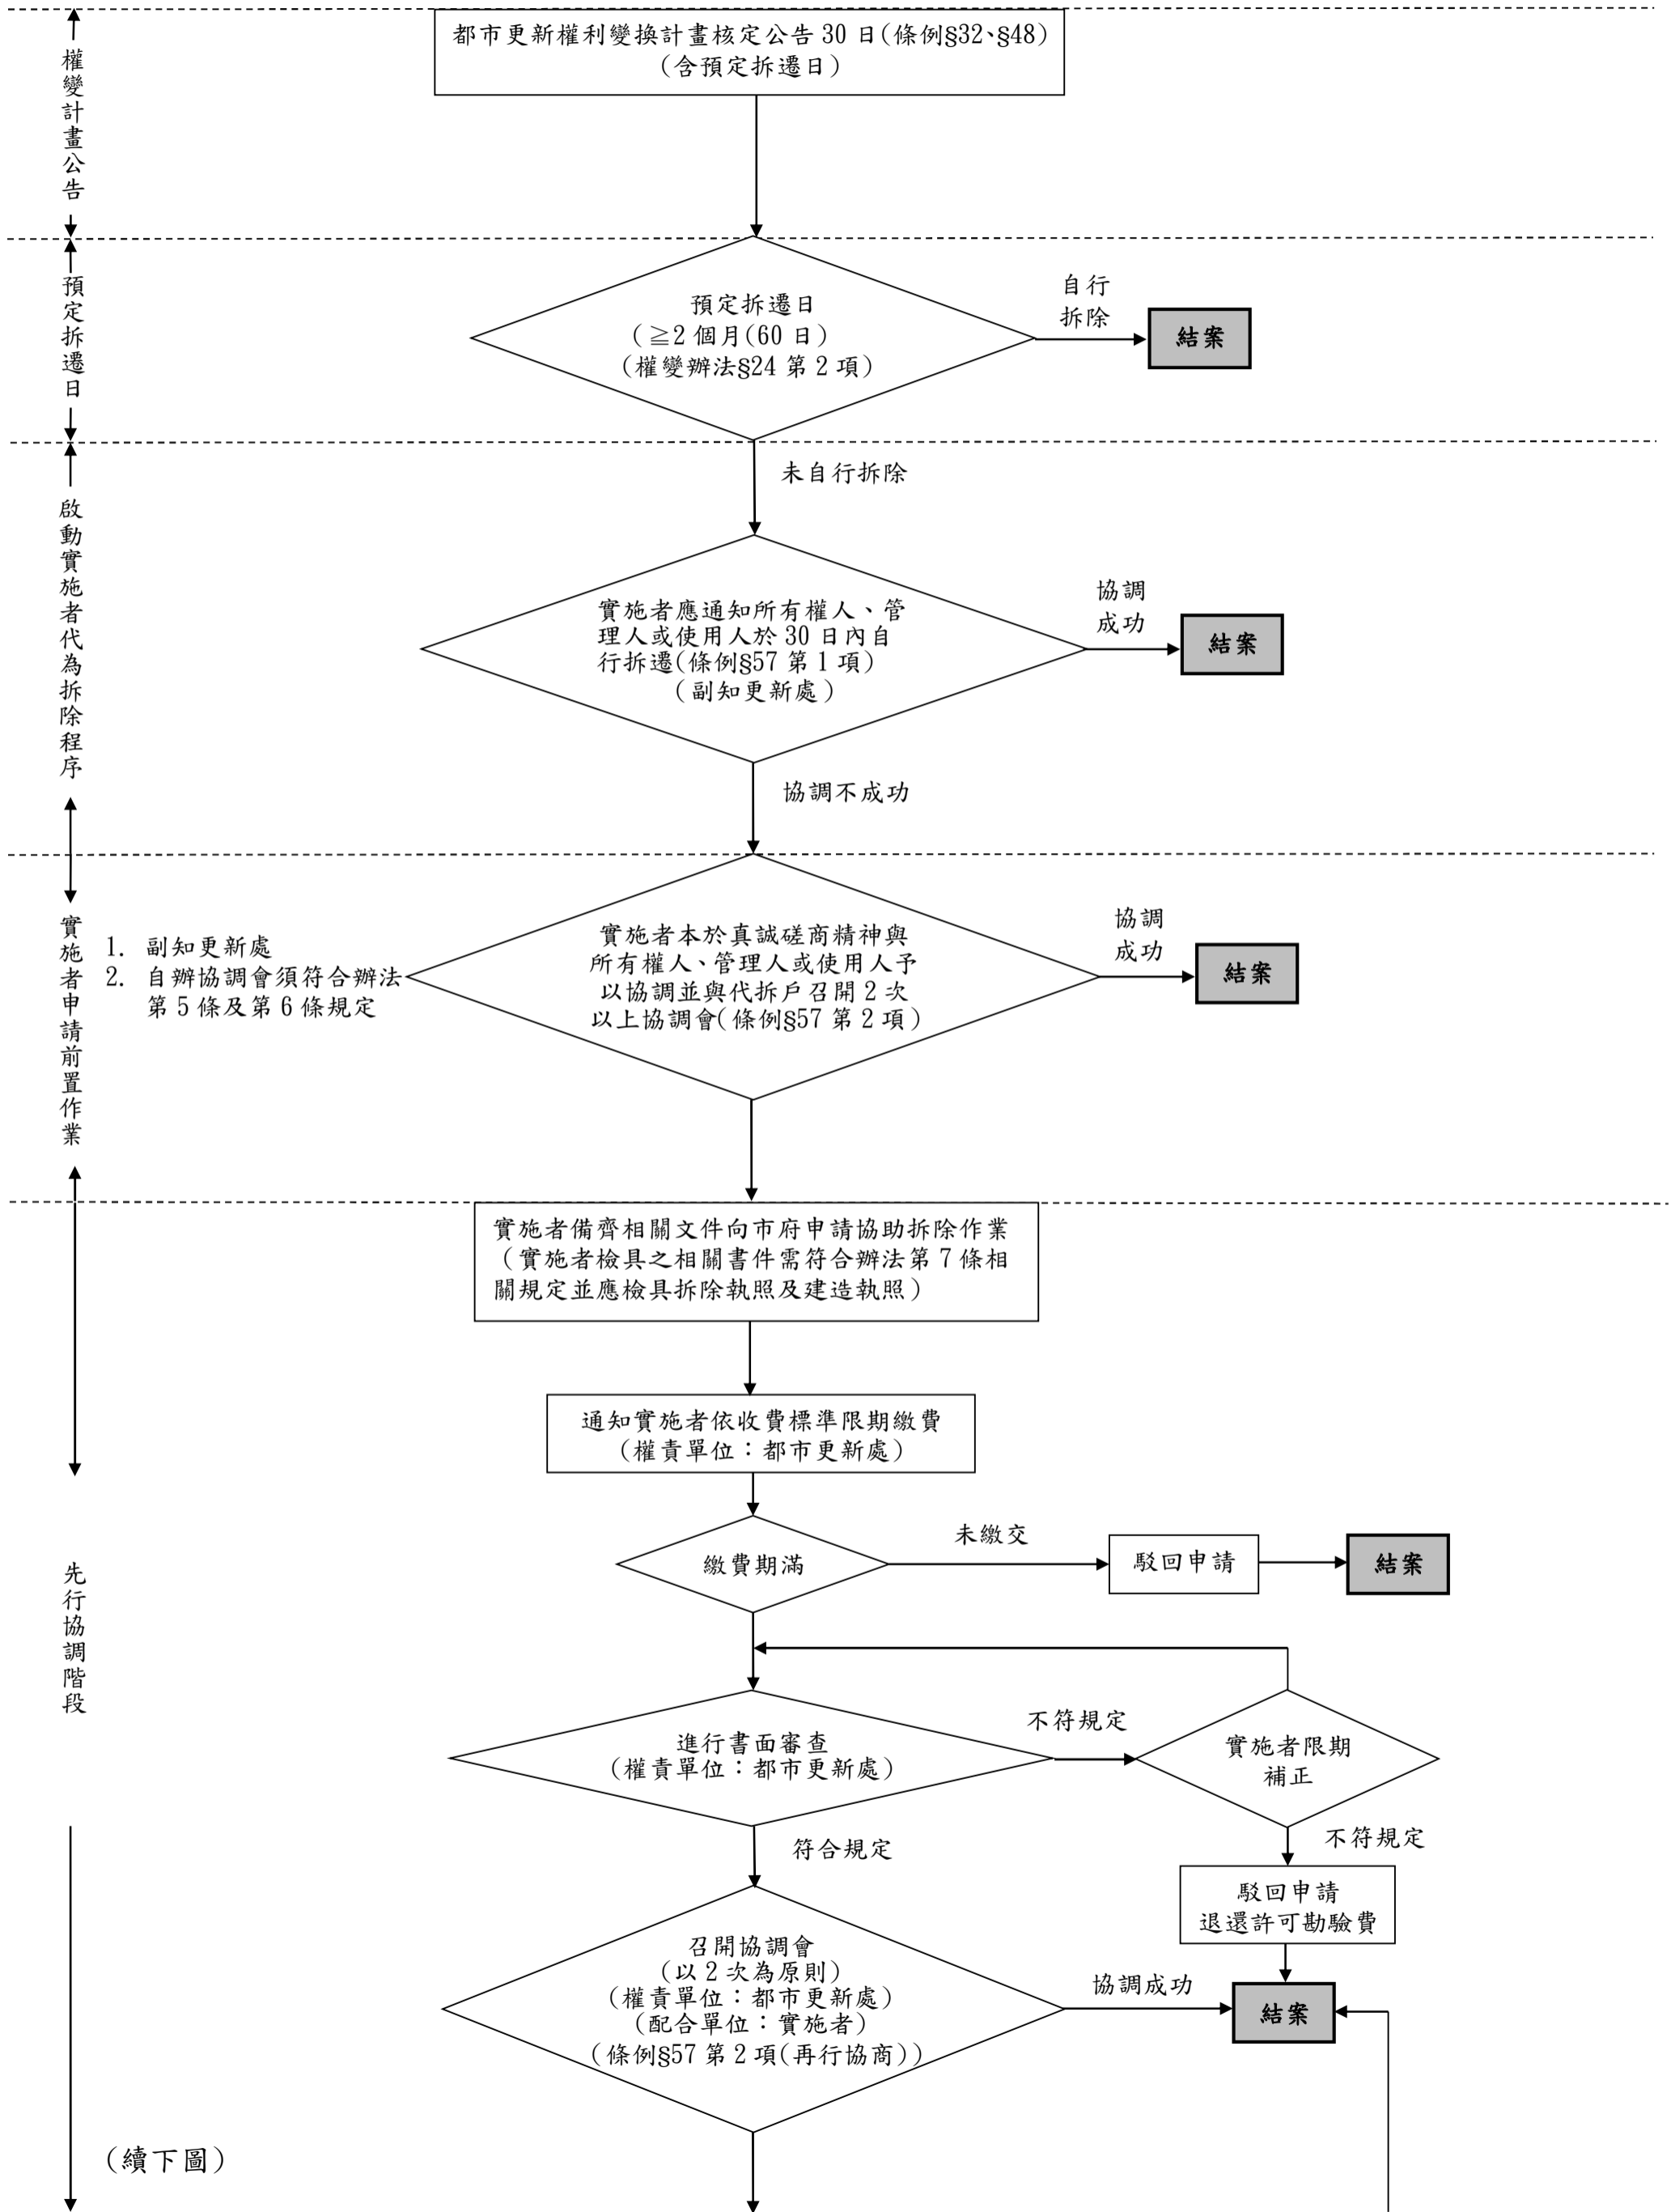 權變計畫公告
都市更新權利變換計畫核定公告 30 日(條例§32、§48)
(含預定拆遷日)
預定拆遷日
預定拆遷日
(≧2 個月(60 日)
(權變辦法§24 第 2 項)
自行
拆除
結案
啟動實施者代為拆除程序
未自行拆除
實施者應通知所有權人、管
理人或使用人於 30 日內自
行拆遷(條例§57 第 1 項)
(副知更新處)
協調
成功
結案
協調不成功
實施者申請前置作業
1. 副知更新處
2. 自辦協調會須符合辦法
第 5 條及第 6 條規定
實施者本於真誠磋商精神與
所有權人、管理人或使用人予
以協調並與代拆戶召開 2 次
以上協調會(條例§57 第 2 項)
協調
成功
結案
先行協調階段
實施者備齊相關文件向市府申請協助拆除作業
(實施者檢具之相關書件需符合辦法第 7 條相
關規定並應檢具拆除執照及建造執照)
通知實施者依收費標準限期繳費
(權責單位：都市更新處)
繳費期滿
未繳交
駁回申請
結案
進行書面審查
(權責單位：都市更新處)
不符規定
實施者限期
補正
符合規定
不符規定
駁回申請
退還許可勘驗費
召開協調會
(以 2 次為原則)
(權責單位：都市更新處)
(配合單位：實施者)
(條例§57 第 2 項(再行協商))
協調成功
結案
(續下圖)